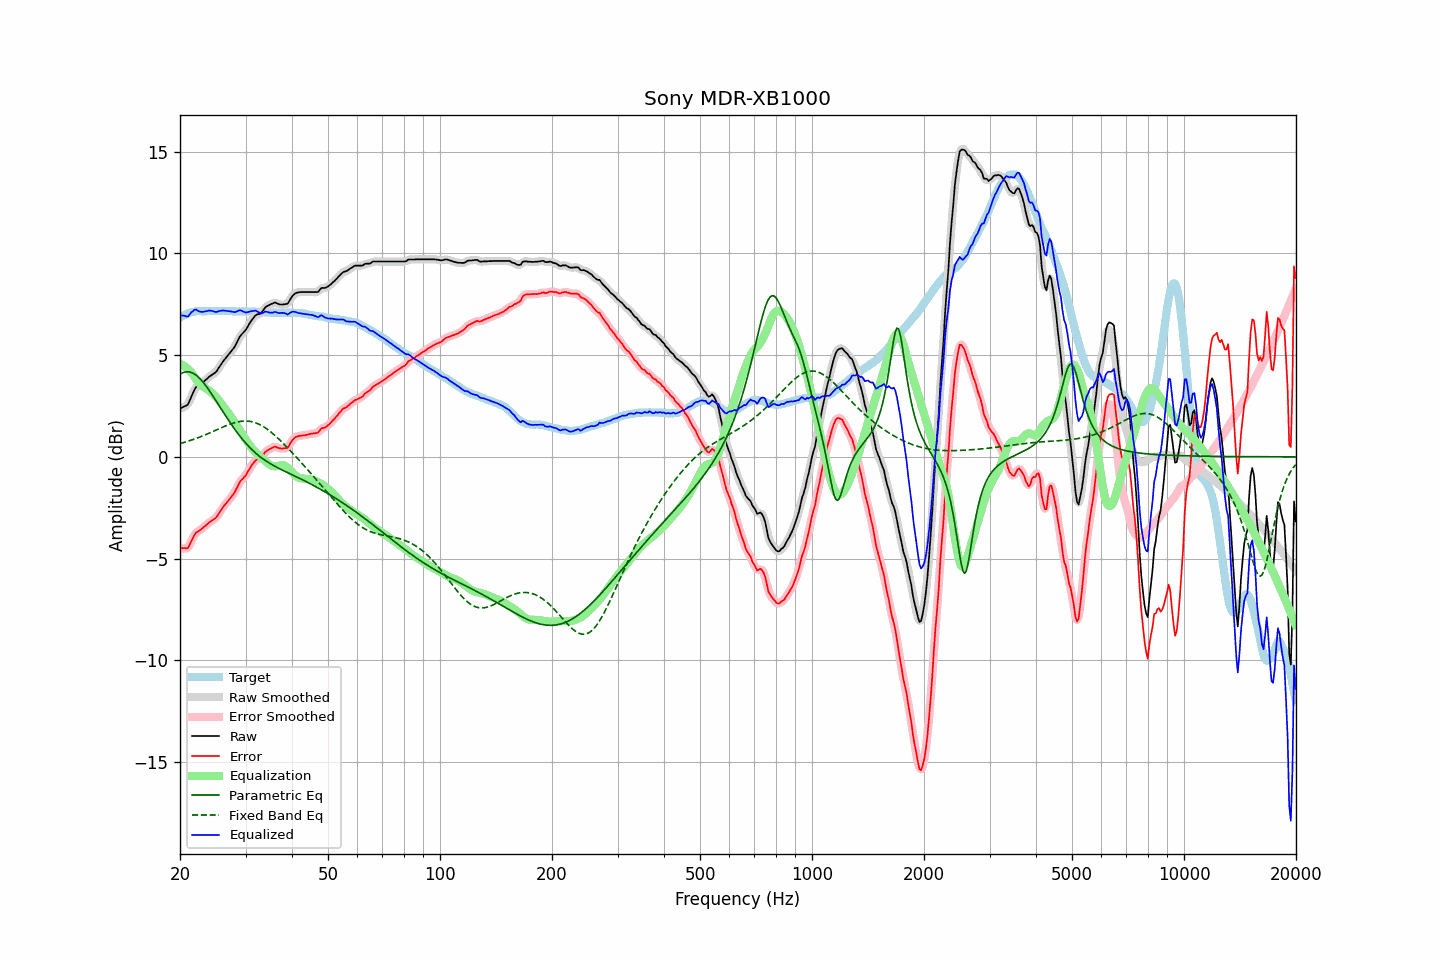 Sony MDR-XB1000
Amplitude (dBr)
15
10
5
0
−5
−10
−15
Target
Raw Smoothed
Error Smoothed
Raw
Error
Equalization
Parametric Eq
Fixed Band Eq
Equalized
20 50 100 200 500 1000 2000 5000 10000 20000
Frequency (Hz)